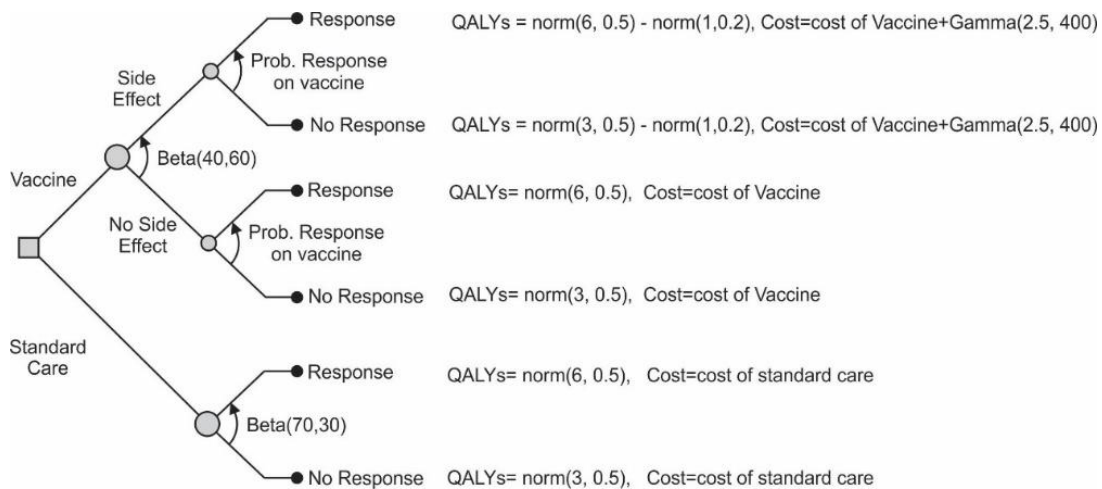 Response QALYs = norm(6, 0.5) - norm(1,0.2), Cost=cost of Vaccine+Gamma(2.5, 400)
Prob. Response
on vaccine
Side
Effect
No Response QALYs = norm(3, 0.5) - norm(1,0.2), Cost=cost of Vaccine+Gamma(2.5, 400)
Beta(40,60)
Vaccine
Response QALYs= norm(6, 0.5), Cost=cost of Vaccine
No Side
Effect
Prob. Response
on vaccine
No Response QALYs= norm(3, 0.5), Cost=cost of Vaccine
Standard
Care
Response QALYs= norm(6, 0.5), Cost=cost of standard care
Beta(70,30)
No Response QALYs= norm(3, 0.5), Cost=cost of standard care